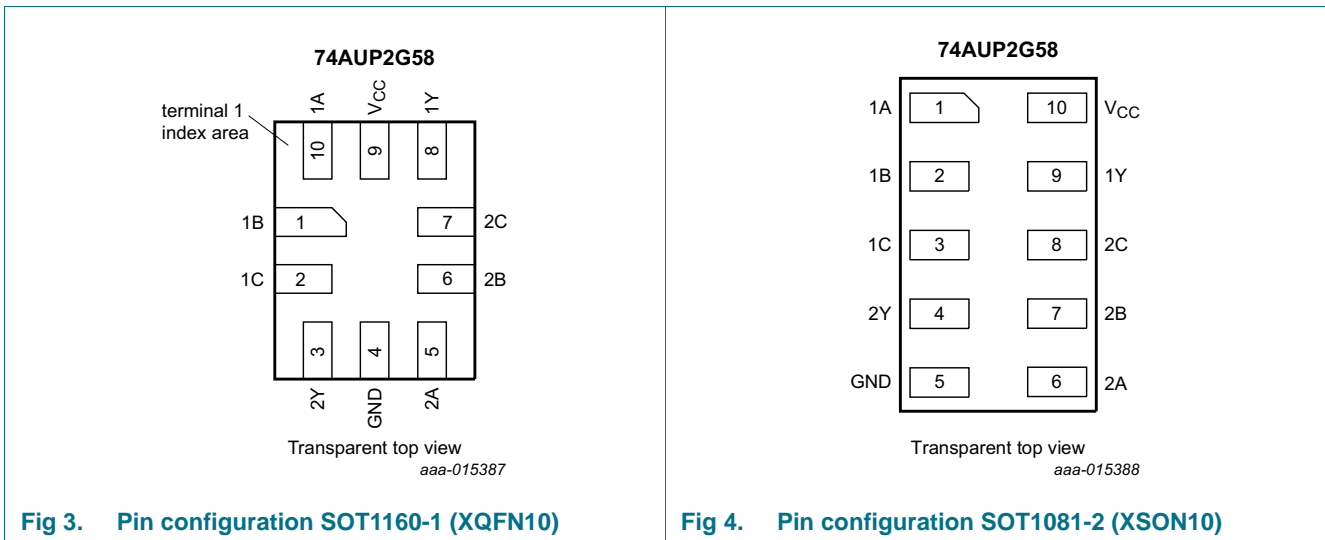 74AUP2G58
terminal 1
index area
1A
VCC
1Y
10
9
8
1B
1
7
2C
1C
2
6
2B
3
4
5
2Y
GND
2A
Transparent top view
aaa-015387
Fig 3. Pin configuration SOT1160-1 (XQFN10)
74AUP2G58
1A
1
10
VCC
1B
2
9
1Y
1C
3
8
2C
2Y
4
7
2B
GND
5
6
2A
Transparent top view
aaa-015388
Fig 4. Pin configuration SOT1081-2 (XSON10)